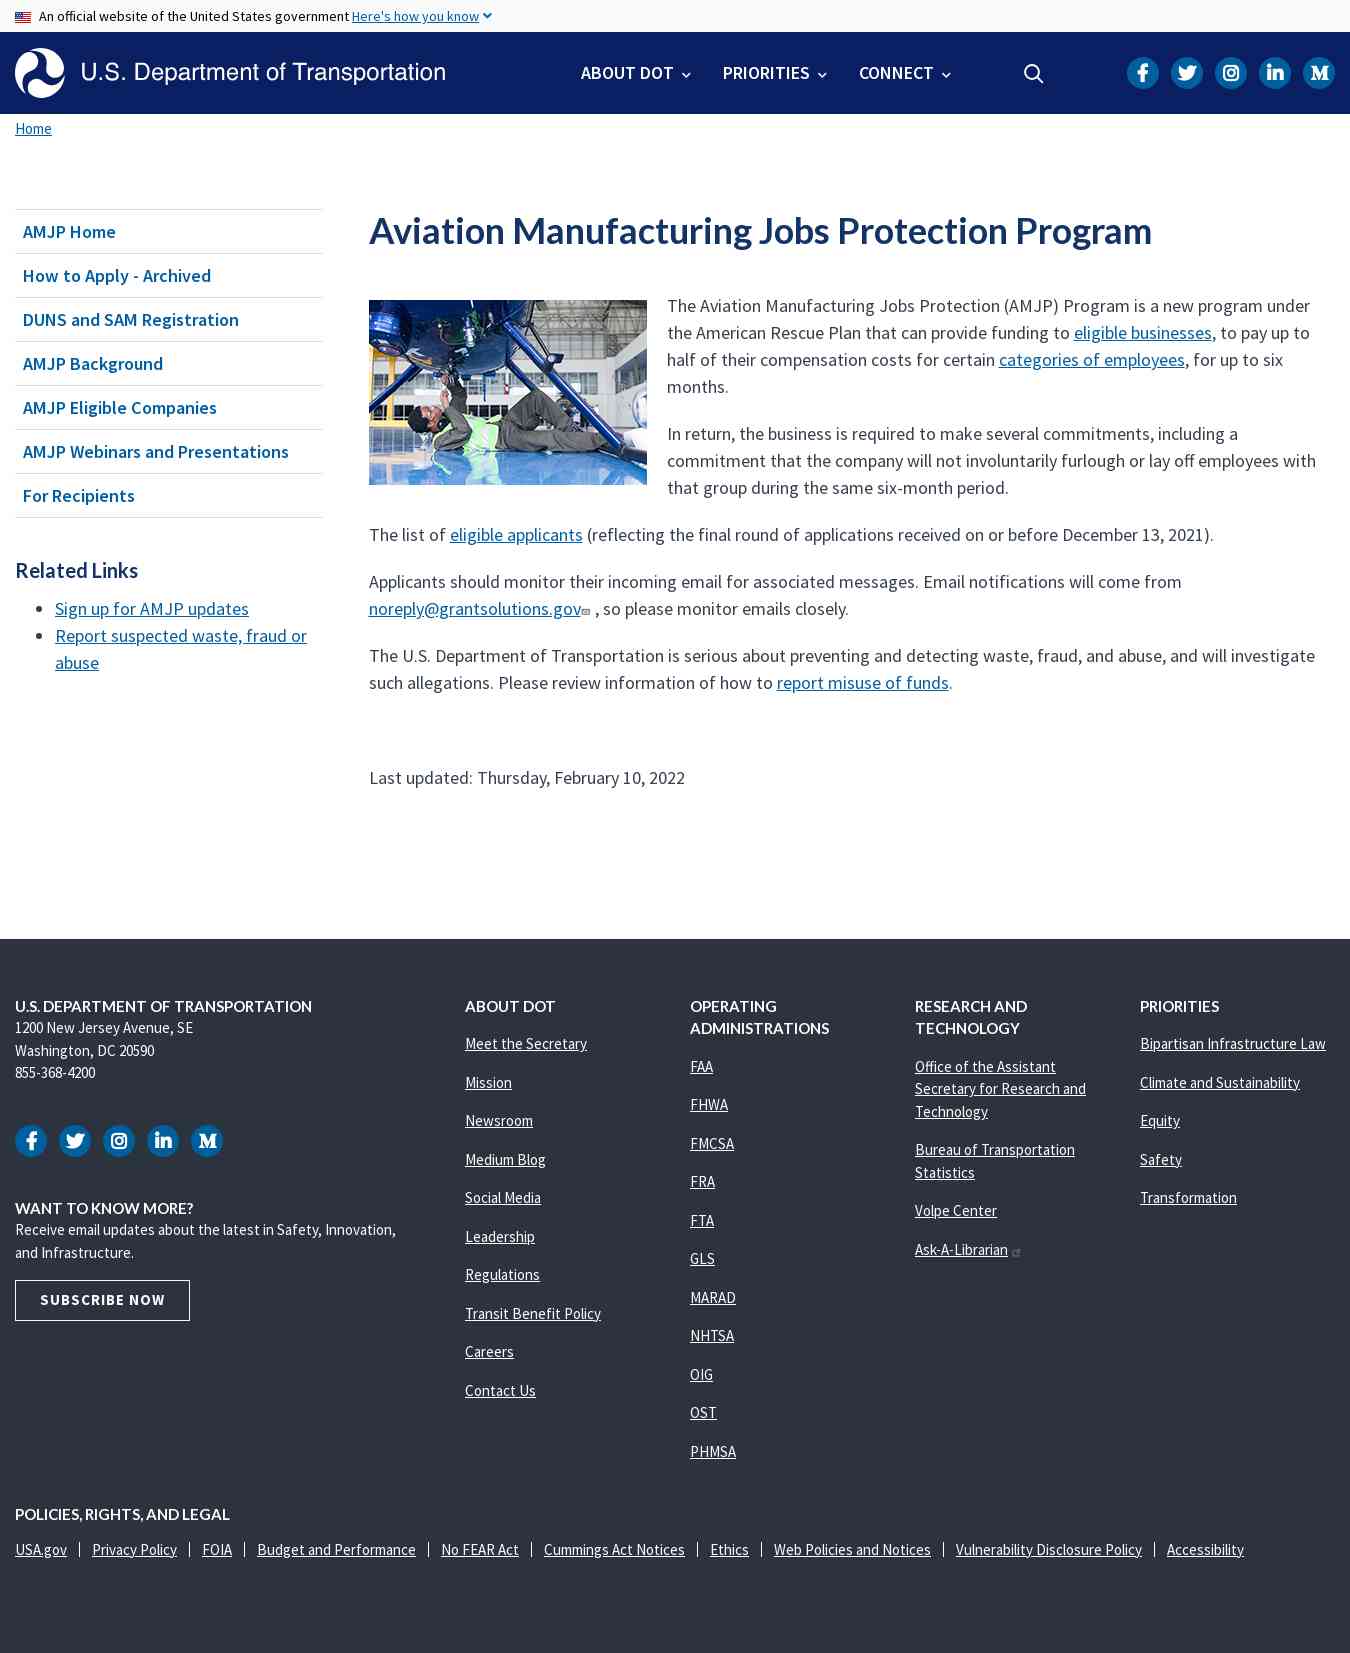 An official website of the United States government Here's how you know
U.S. Department of Transportation
ABOUT DOT
PRIORITIES
CONNECT
Home
AMJP Home
How to Apply - Archived
DUNS and SAM Registration
AMJP Background
AMJP Eligible Companies
AMJP Webinars and Presentations
For Recipients
Related Links
Sign up for AMJP updates
Report suspected waste, fraud or
abuse
Aviation Manufacturing Jobs Protection Program
The Aviation Manufacturing Jobs Protection (AMJP) Program is a new program under
the American Rescue Plan that can provide funding to eligible businesses, to pay up to
half of their compensation costs for certain categories of employees, for up to six
months.
In return, the business is required to make several commitments, including a
commitment that the company will not involuntarily furlough or lay off employees with
that group during the same six-month period.
The list of eligible applicants (reflecting the final round of applications received on or before December 13, 2021).
Applicants should monitor their incoming email for associated messages. Email notifications will come from
noreply@grantsolutions.gov , so please monitor emails closely.
The U.S. Department of Transportation is serious about preventing and detecting waste, fraud, and abuse, and will investigate
such allegations. Please review information of how to report misuse of funds.
Last updated: Thursday, February 10, 2022
U.S. DEPARTMENT OF TRANSPORTATION
1200 New Jersey Avenue, SE
Washington, DC 20590
855-368-4200
WANT TO KNOW MORE?
Receive email updates about the latest in Safety, Innovation,
and Infrastructure.
SUBSCRIBE NOW
ABOUT DOT
Meet the Secretary
Mission
Newsroom
Medium Blog
Social Media
Leadership
Regulations
Transit Benefit Policy
Careers
Contact Us
OPERATING
ADMINISTRATIONS
FAA
FHWA
FMCSA
FRA
FTA
GLS
MARAD
NHTSA
OIG
OST
PHMSA
RESEARCH AND
TECHNOLOGY
Office of the Assistant
Secretary for Research and
Technology
Bureau of Transportation
Statistics
Volpe Center
Ask-A-Librarian
PRIORITIES
Bipartisan Infrastructure Law
Climate and Sustainability
Equity
Safety
Transformation
POLICIES, RIGHTS, AND LEGAL
USA.gov
Privacy Policy
FOIA
Budget and Performance
No FEAR Act
Cummings Act Notices
Ethics
Web Policies and Notices
Vulnerability Disclosure Policy
Accessibility